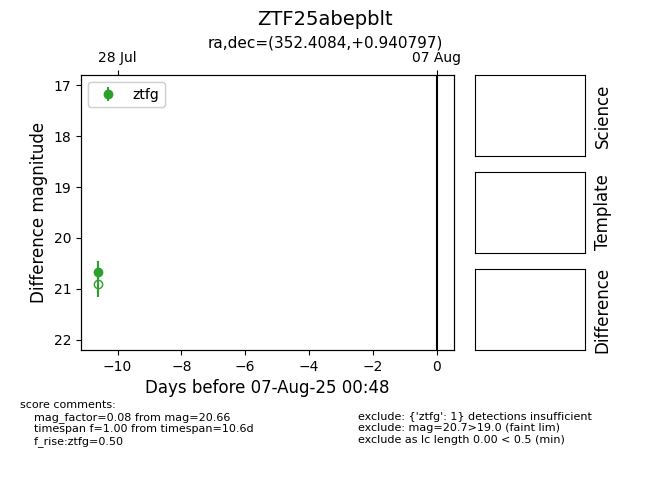 ZTF25abepblt
ra,dec=(352.4084,+0.940797)
28 Jul
07 Aug
ztfg
17
18
19
20
21
22
Difference magnitude
−10
−8
−6
−4
−2
0
Days before 07-Aug-25 00:48
Science
Template
Difference
score comments:
mag_factor=0.08 from mag=20.66
timespan f=1.00 from timespan=10.6d
f_rise:ztfg=0.50
exclude: {'ztfg': 1} detections insufficient
exclude: mag=20.7>19.0 (faint lim)
exclude as lc length 0.00 < 0.5 (min)